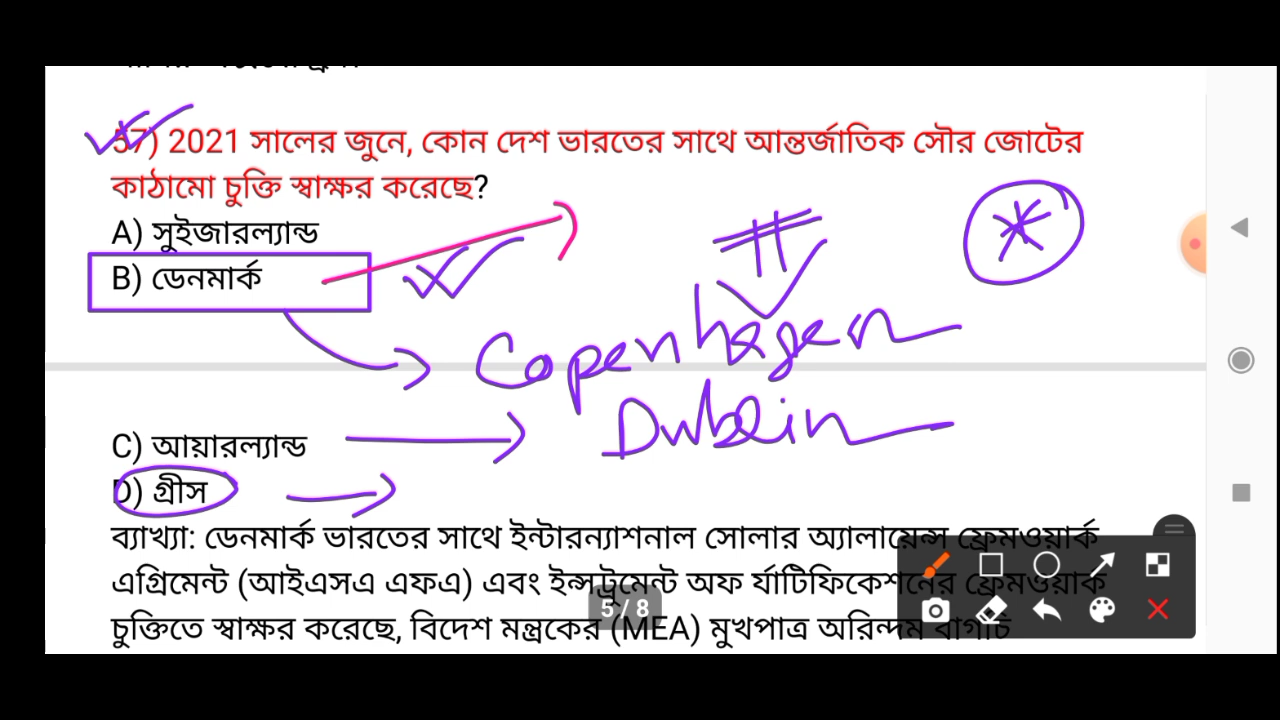 57) 2021 সালের জুনে, কোন দেশ ভারতের সাথে আন্তর্জাতিক সৌর জোটের
কাঠামো চুক্তি স্বাক্ষর করেছে?
A) সুইজারল্যান্ড
B) ডেনমার্ক
Copenhagen
C) আয়ারল্যান্ড
Dublin
D) গ্রীস
ব্যাখ্যা: ডেনমার্ক ভারতের সাথে ইন্টারন্যাশনাল সোলার অ্যালায়েন্স ফ্রেমওয়ার্ক
এগ্রিমেন্ট (আইএসএ এফএ) এবং ইন্সট্রুমেন্ট অফ র্যাটিফিকেশনের ফ্রেমওয়ার্ক
5 / 8
চুক্তিতে স্বাক্ষর করেছে, বিদেশ মন্ত্রকের (MEA) মুখপাত্র অরিন্দম বাগচি